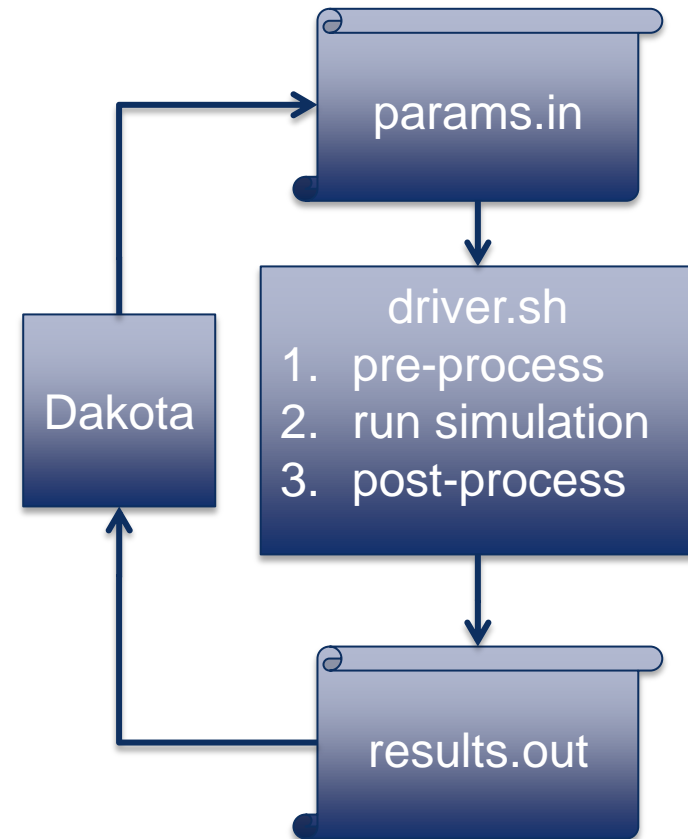 params.in
driver.sh
1. pre-process
2. run simulation
3. post-process
Dakota
results.out